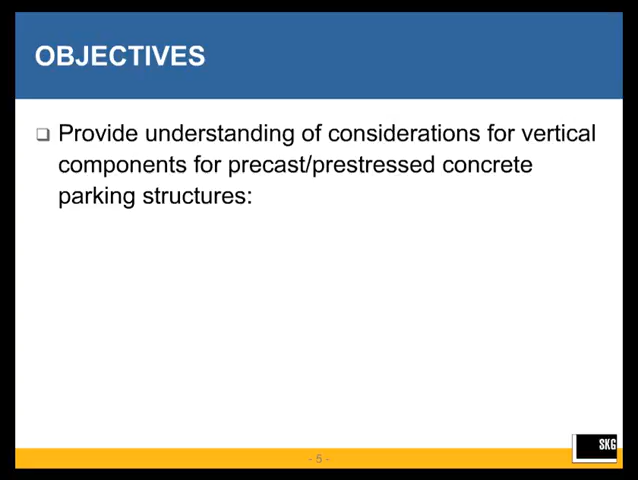 OBJECTIVES
Provide understanding of considerations for vertical
components for precast/prestressed concrete
parking structures:
- 5 -
SKG